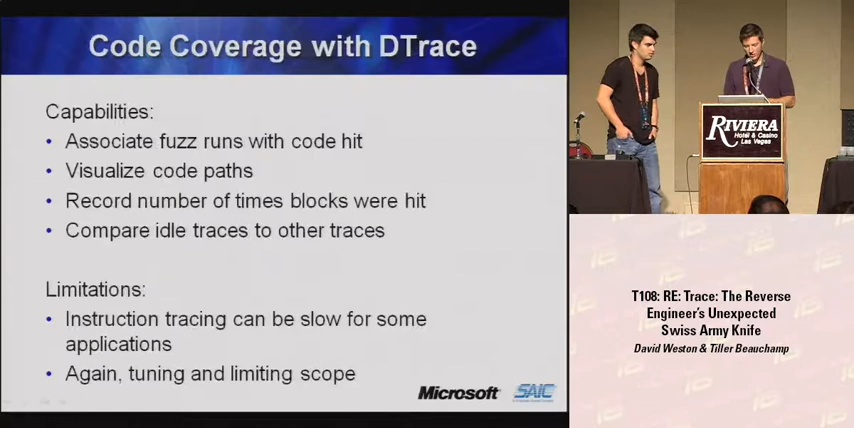 Code Coverage with DTrace
Capabilities:
• Associate fuzz runs with code hit
• Visualize code paths
• Record number of times blocks were hit
• Compare idle traces to other traces
Limitations:
• Instruction tracing can be slow for some
applications
• Again, tuning and limiting scope
Microsoft SAIC
RIVIERA
Hotel & Casino
Las Vegas
T108: RE: Trace: The Reverse
Engineer's Unexpected
Swiss Army Knife
David Weston & Tiller Beauchamp